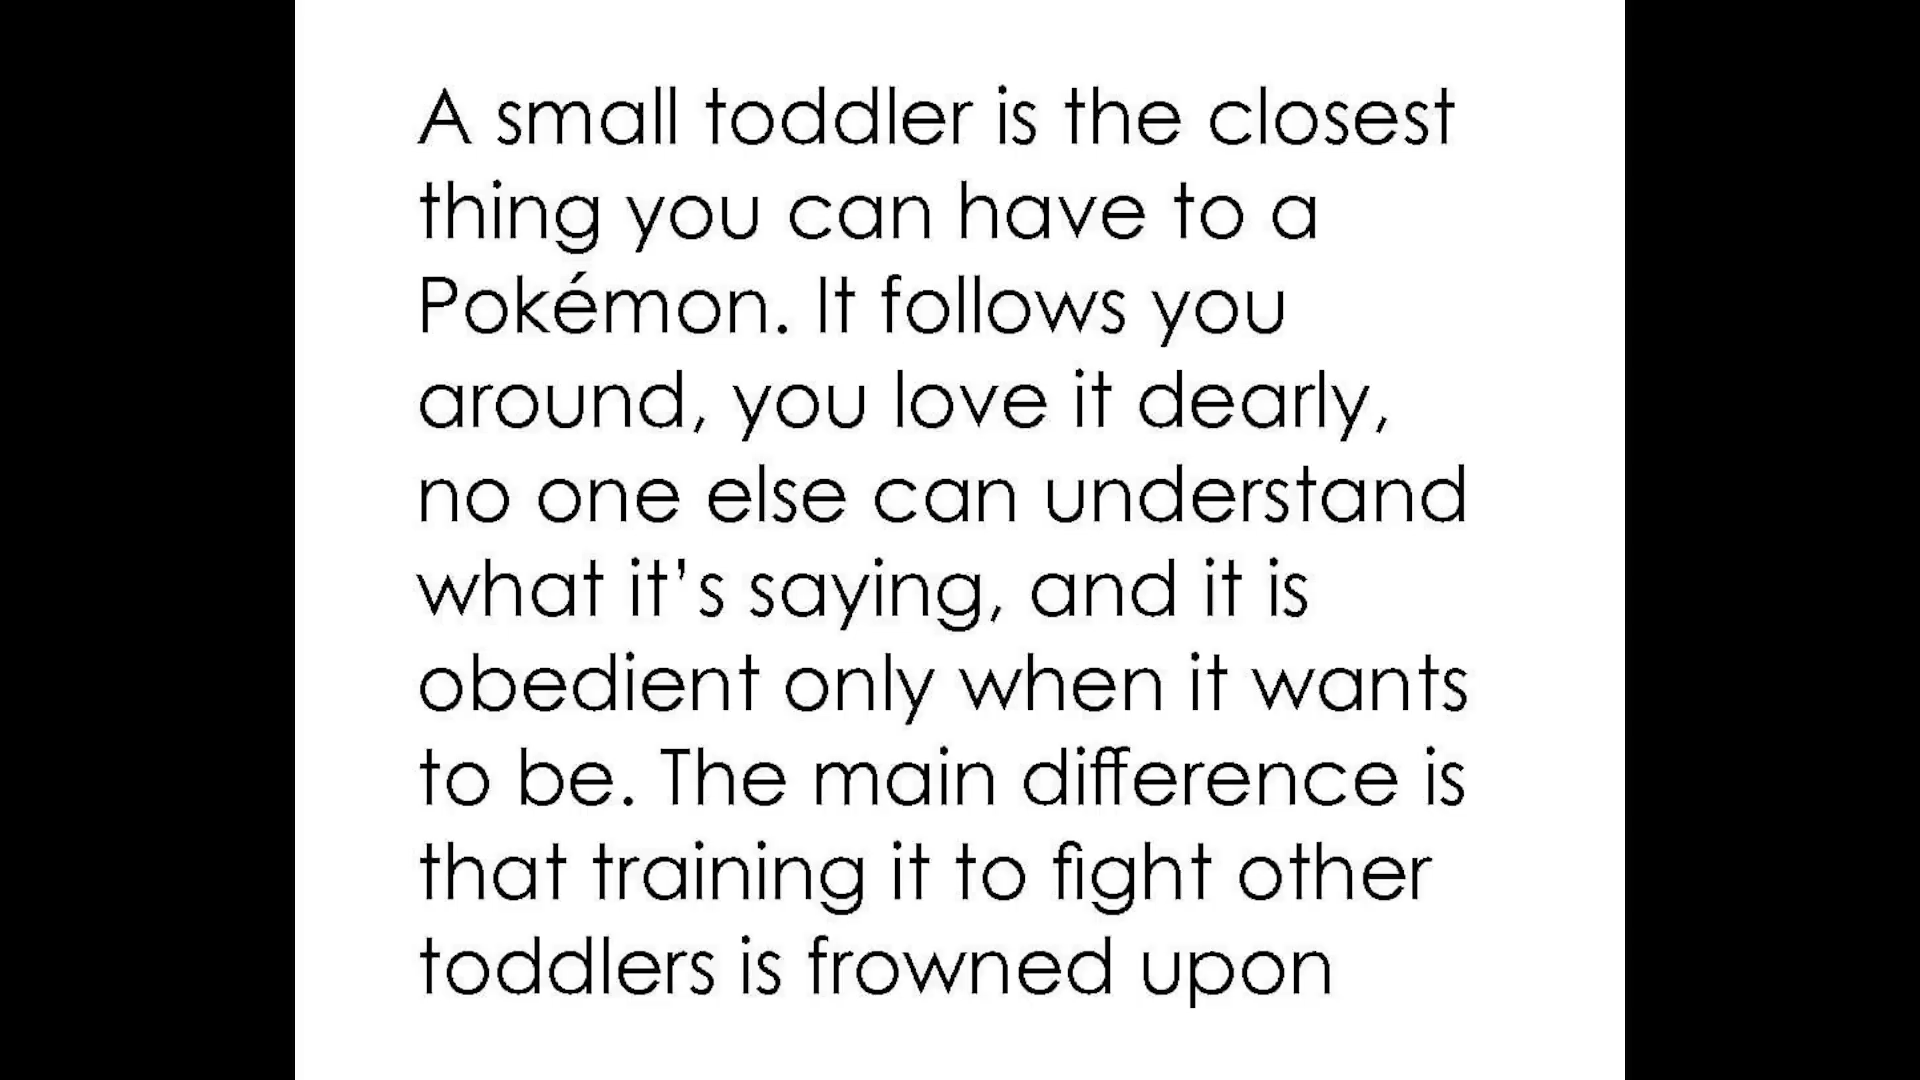 A small toddler is the closest
thing you can have to a
Pokémon. It follows you
around, you love it dearly,
no one else can understand
what it’s saying, and it is
obedient only when it wants
to be. The main difference is
that training it to fight other
toddlers is frowned upon